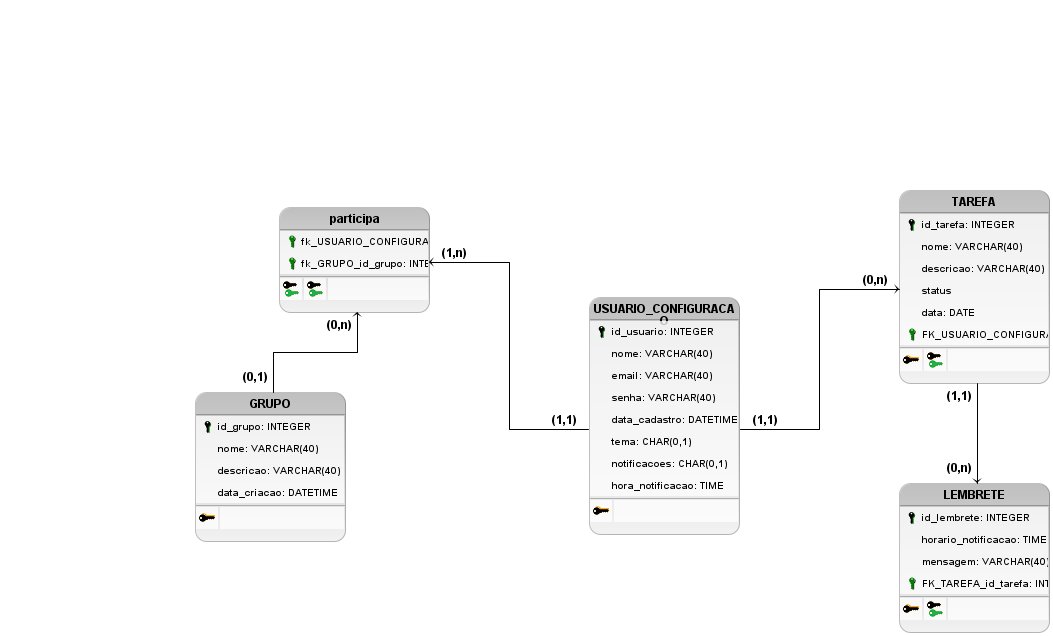 participa
fk_USUARIO_CONFIGURA
fk_GRUPO_id_grupo: INTE
(1,n)
(0,n)
(0,1)
GRUPO
id_grupo: INTEGER
nome: VARCHAR(40)
descricao: VARCHAR(40)
data_criacao: DATETIME
USUARIO_CONFIGURACA
O
id_usuario: INTEGER
nome: VARCHAR(40)
email: VARCHAR(40)
senha: VARCHAR(40)
data_cadastro: DATETIME
tema: CHAR(0,1)
notificacoes: CHAR(0,1)
hora_notificacao: TIME
(1,1)
(1,1)
(0,n)
TAREFA
id_tarefa: INTEGER
nome: VARCHAR(40)
descricao: VARCHAR(40)
status
data: DATE
FK_USUARIO_CONFIGURA
(1,1)
(0,n)
LEMBRETE
id_lembrete: INTEGER
horario_notificacao: TIME
mensagem: VARCHAR(40)
FK_TAREFA_id_tarefa: INT